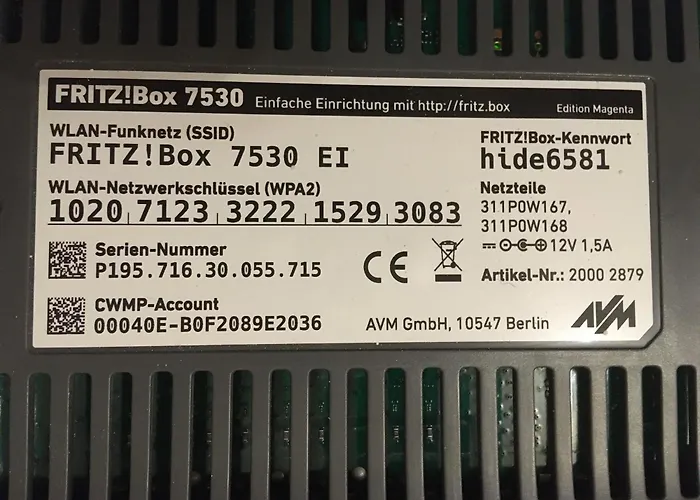 FRITZ!Box 7530 Einfache Einrichtung mit http://fritz.box Edition Magenta
WLAN-Funknetz (SSID)
FRITZ!Box 7530 EI
WLAN-Netzwerkschlüssel (WPA2)
1020 7123 3222 1529 3083
Serien-Nummer
P195.716.30.055.715
CWMP-Account
00040E-B0F2089E2036
FRITZ!Box-Kennwort
hide6581
Netzteile
311P0W167,
311P0W168
12V 1,5A
Artikel-Nr.: 2000 2879
CE
AVM GmbH, 10547 Berlin
AVM